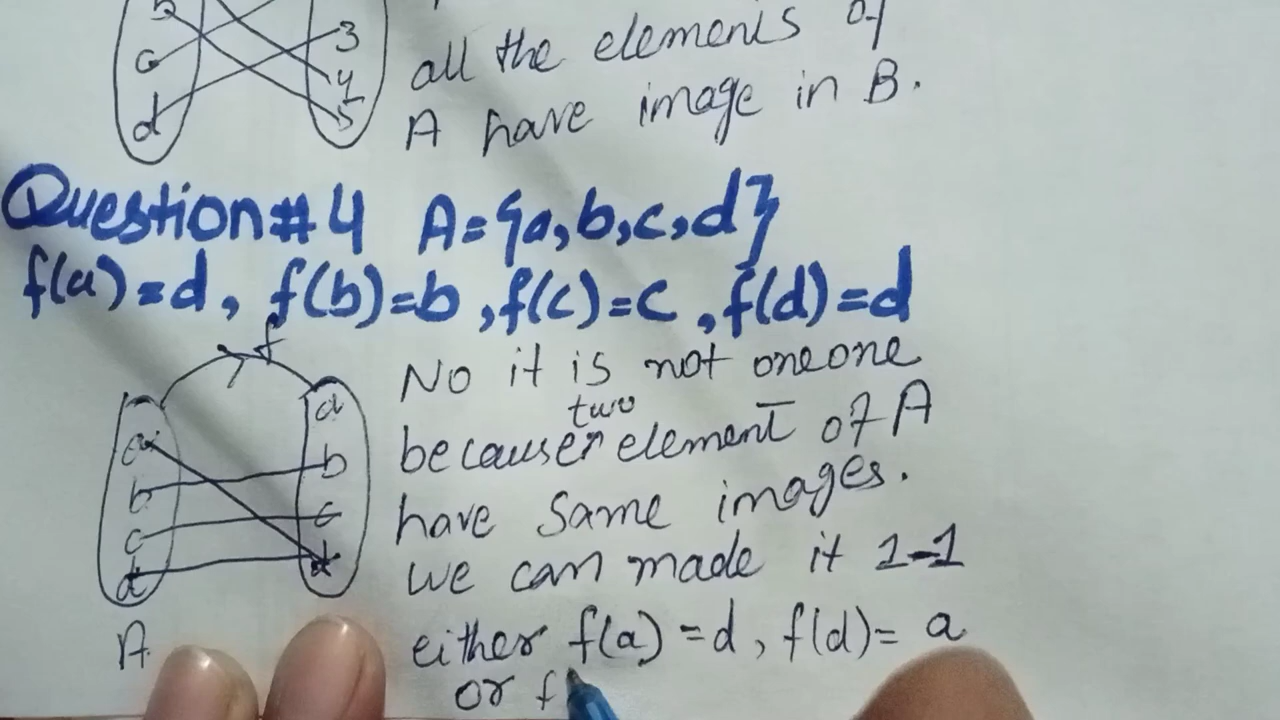 b
c
d
3
4
5
all the elements of
A have image in B.
Question#4 A={a,b,c,d}
f(a)=d, f(b)=b, f(c)=c, f(d)=d
f
a
b
c
d
a
b
c
d
A
No it is not oneone
two
because element of A
have same images.
we can made it 1-1
either f(a)=d, f(d)= a
or f